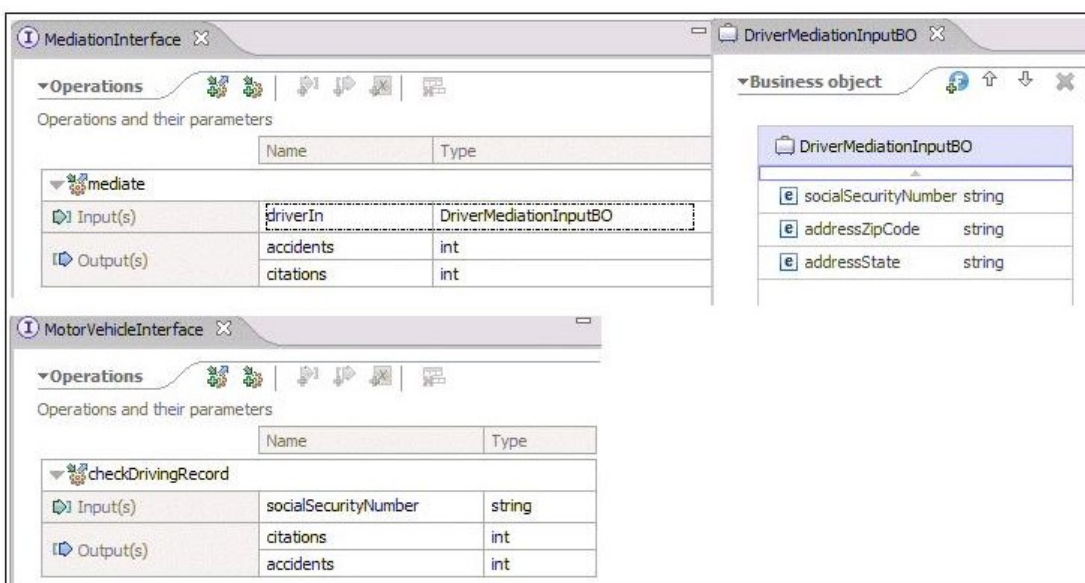 MediationInterface
Operations
Operations and their parameters
Name Type
mediate
Input(s) driverIn DriverMediationInputBO
Output(s) accidents int
citations int
DriverMediationInputBO
Business object
DriverMediationInputBO
e socialSecurityNumber string
e addressZipCode string
e addressState string
MotorVehicleInterface
Operations
Operations and their parameters
Name Type
checkDrivingRecord
Input(s) socialSecurityNumber string
Output(s) citations int
accidents int